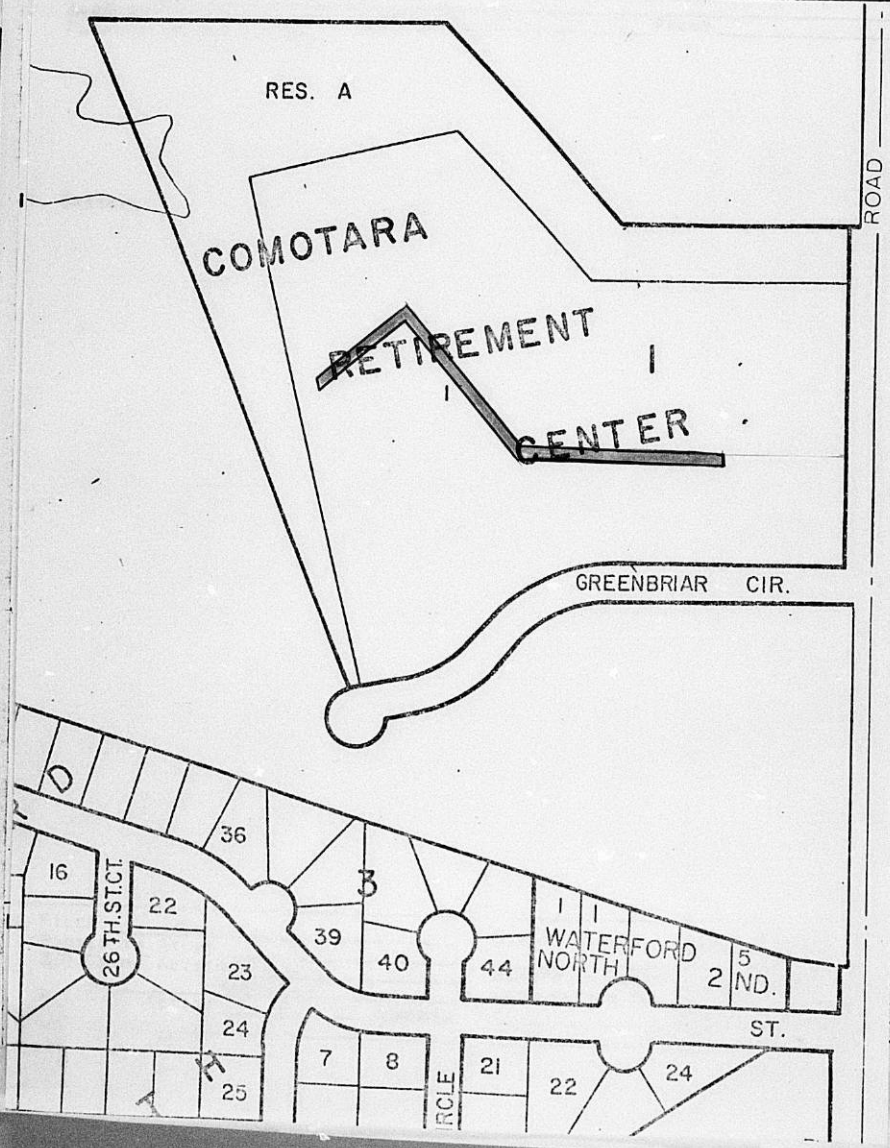 RES. A
ROAD
COMOTARA
RETIREMENT
1
1
CENTER
GREENBRIAR CIR.
D
36
16
26TH.ST.CT.
22
3
39
1 1
WATERFORD
NORTH
5
2 ND.
40
44
23
24
ST.
7
8
21
22
24
25
RCLE
H